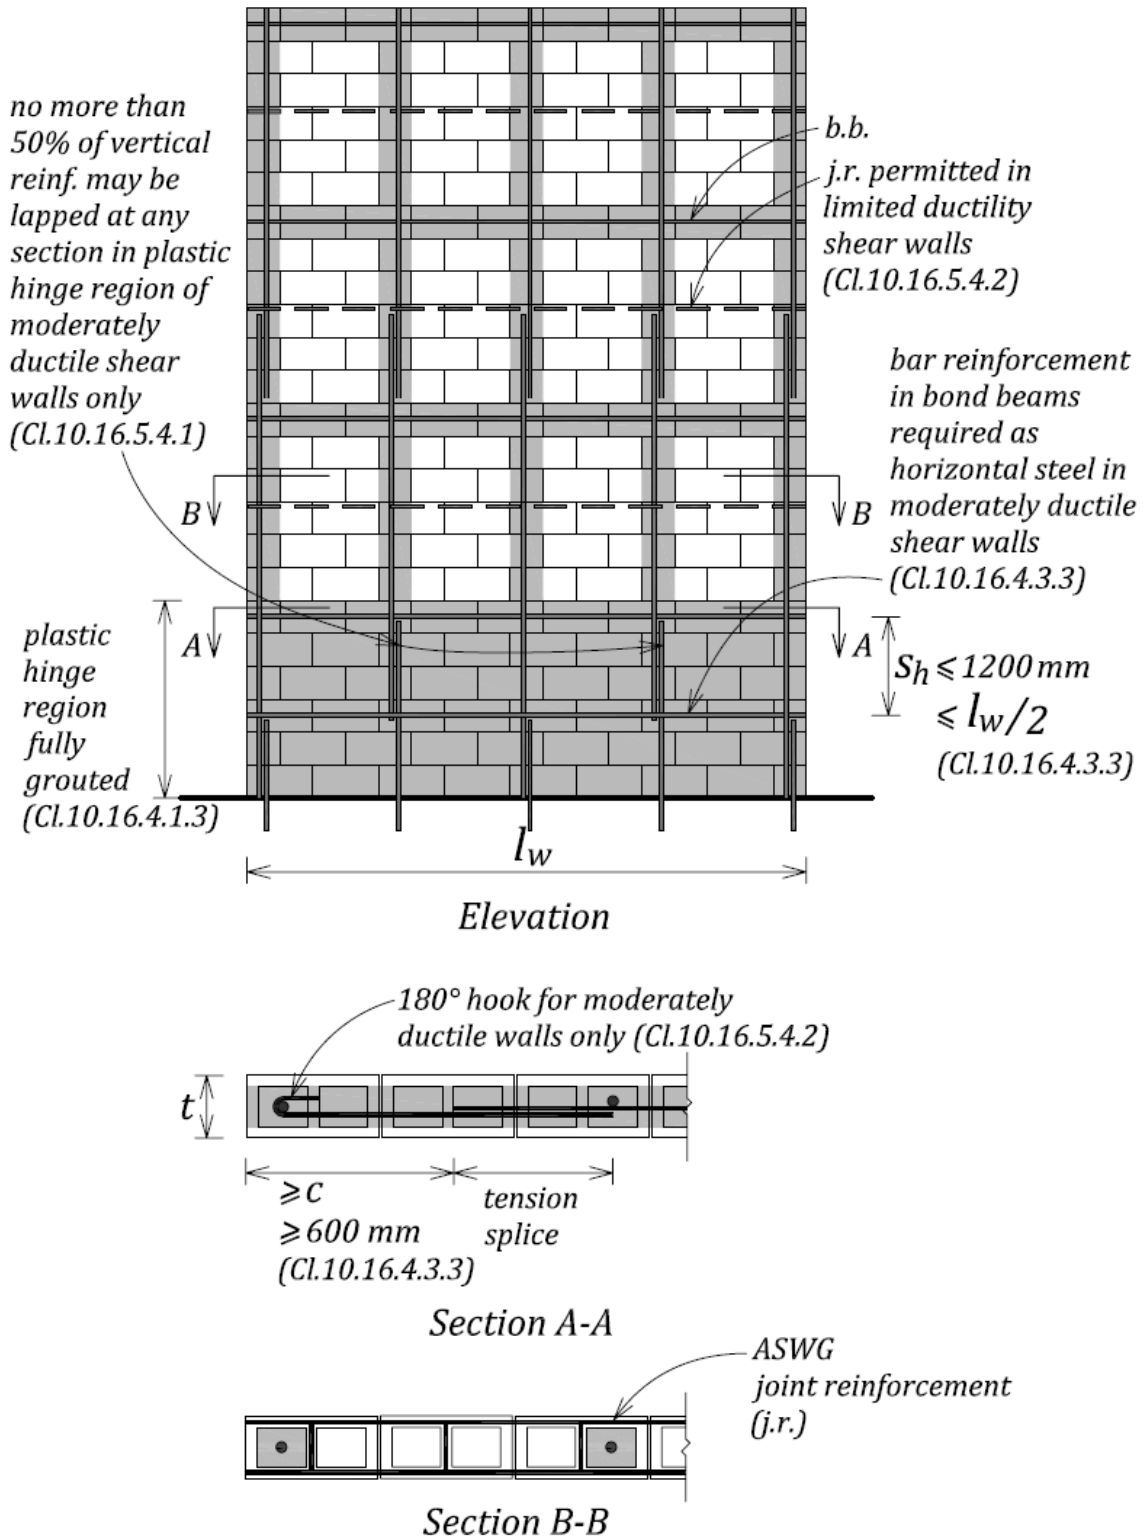 no more than
50% of vertical
reinf. may be
lapped at any
section in plastic
hinge region of
moderately
ductile shear
walls only
(Cl.10.16.5.4.1)
b.b.
j.r. permitted in
limited ductility
shear walls
(Cl.10.16.5.4.2)
bar reinforcement
in bond beams
required as
horizontal steel in
moderately ductile
shear walls
(Cl.10.16.4.3.3)
B
B
A
A
plastic
hinge
region
fully
grouted
(Cl.10.16.4.1.3)
sh ⩽ 1200 mm
⩽ lw/2
(Cl.10.16.4.3.3)
lw
Elevation
180° hook for moderately
ductile walls only (Cl.10.16.5.4.2)
t
⩾ c
⩾ 600 mm
(Cl.10.16.4.3.3)
tension
splice
Section A-A
ASWG
joint reinforcement
(j.r.)
Section B-B